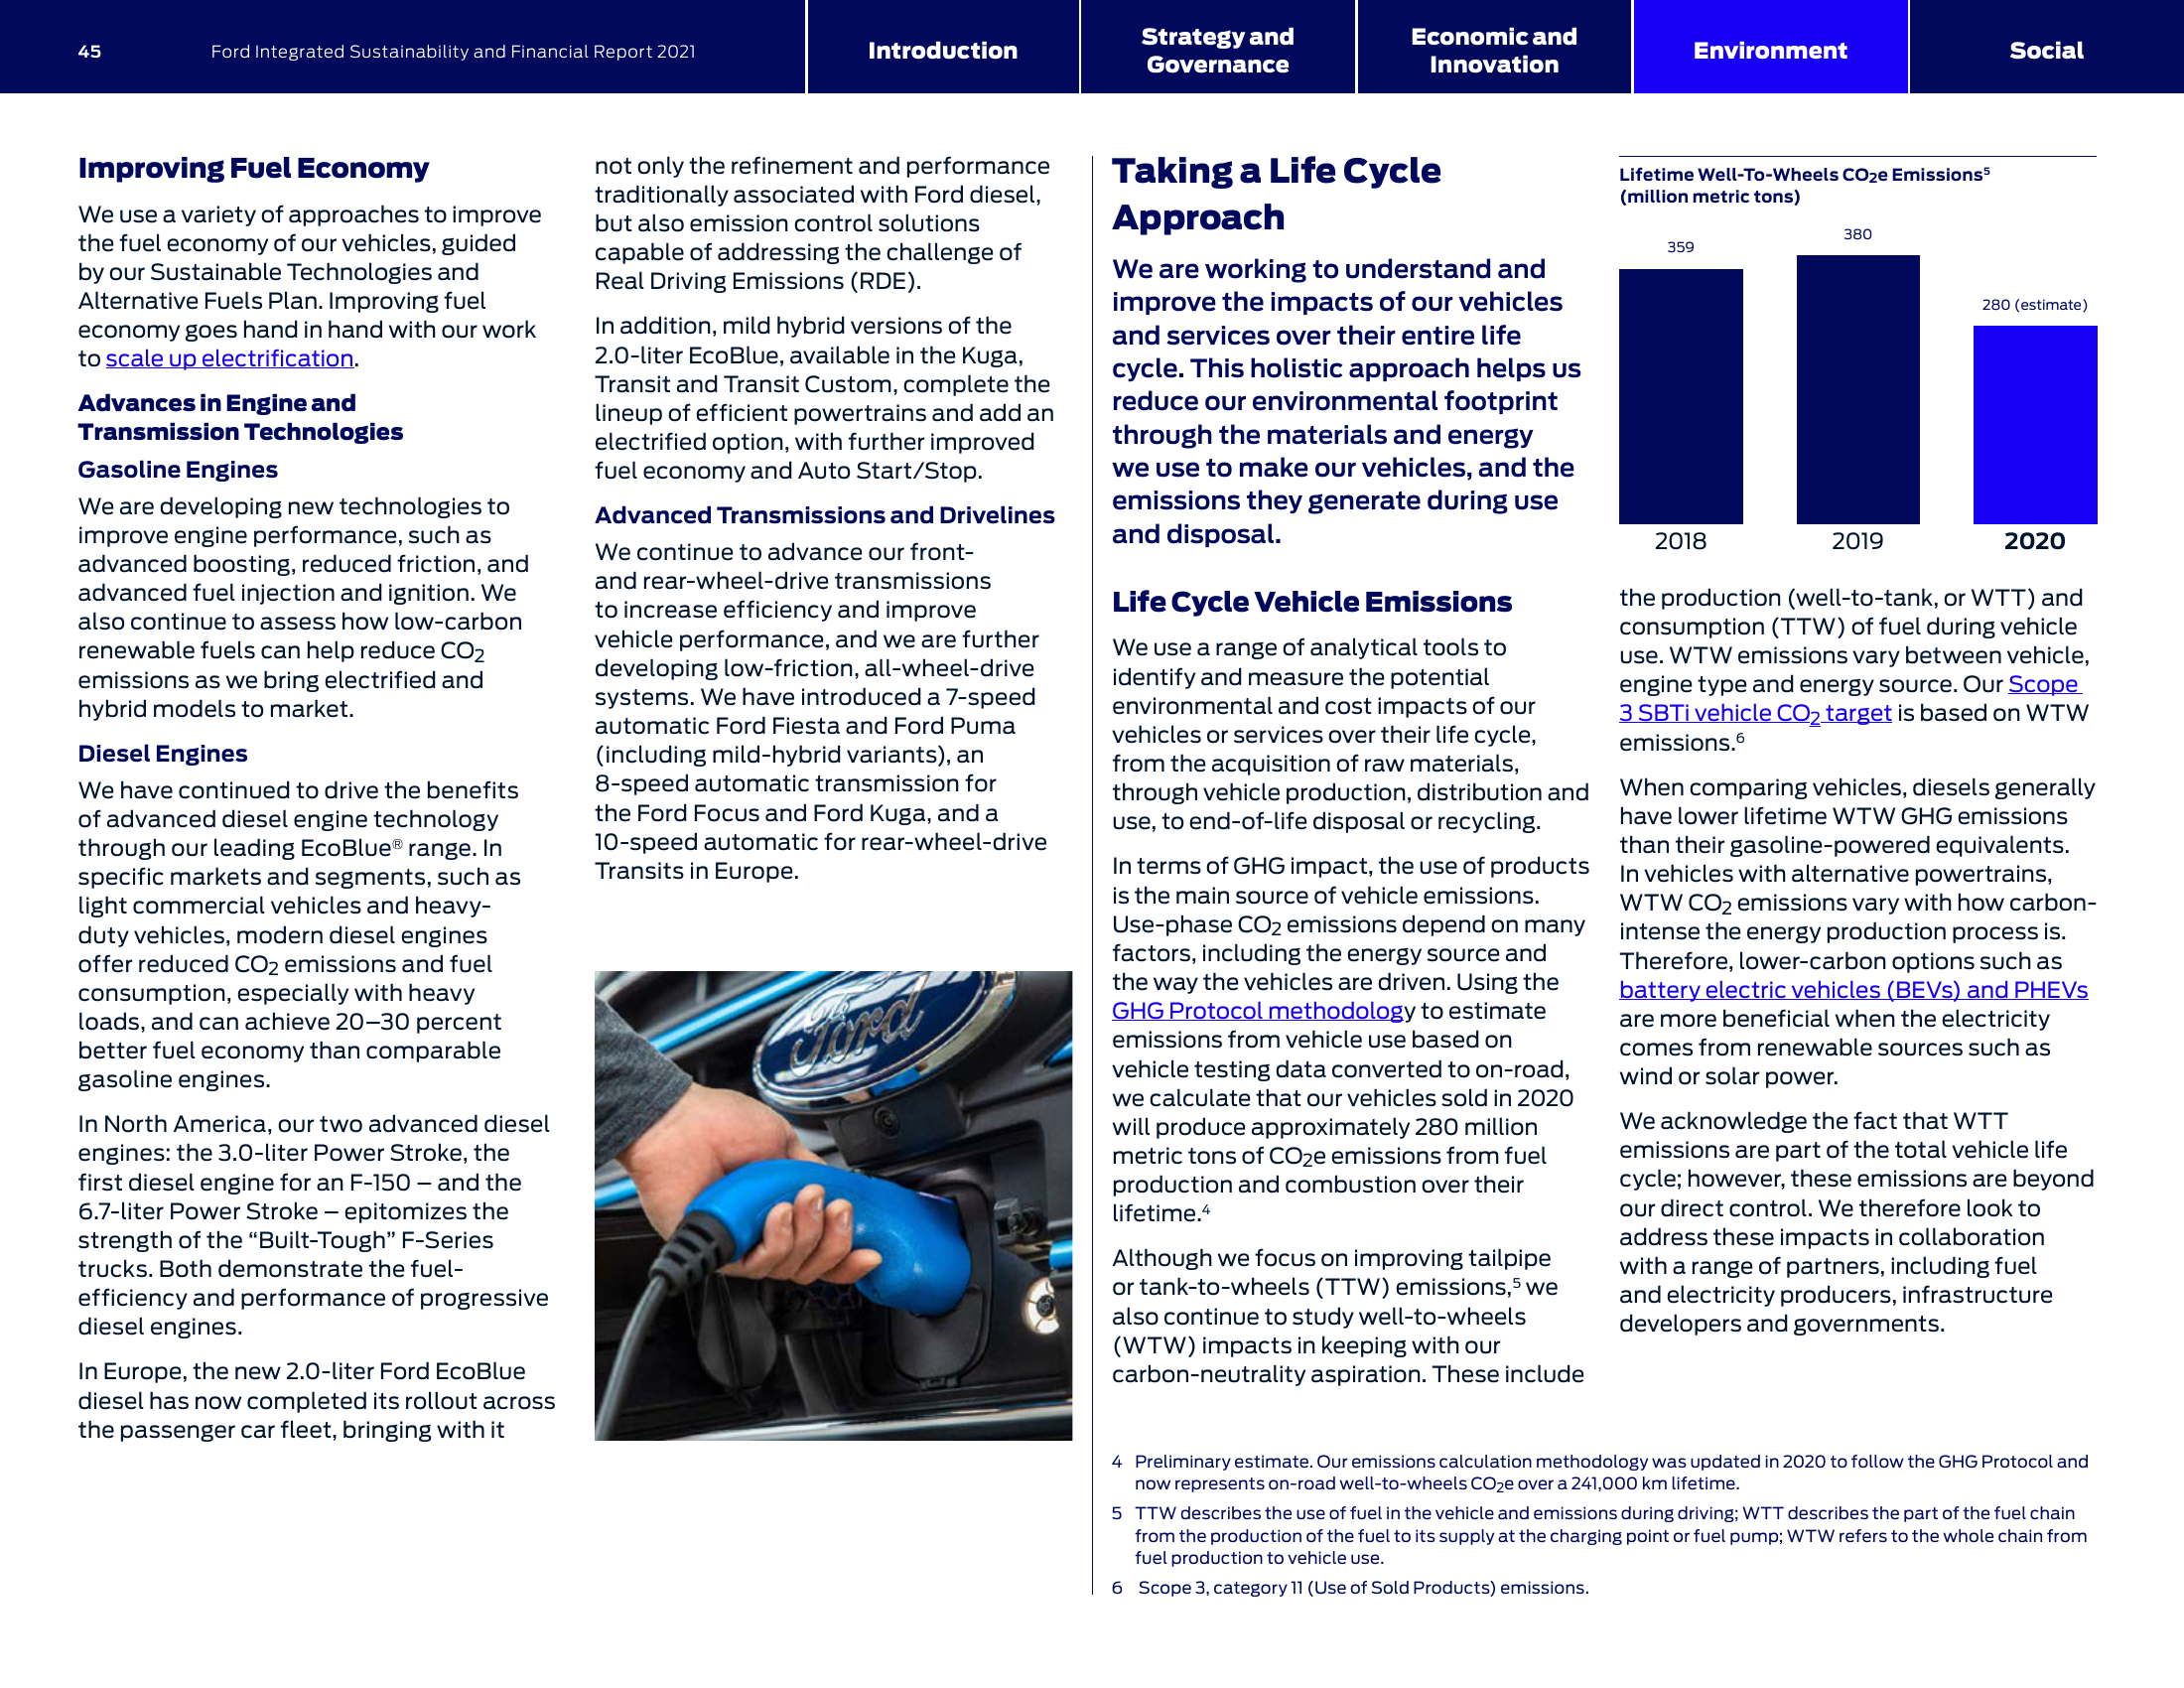 45
Ford Integrated Sustainability and Financial Report 2021
Introduction
Strategy and
Governance
Economic and
Innovation
Environment
Social
Improving Fuel Economy
We use a variety of approaches to improve
the fuel economy of our vehicles, guided
by our Sustainable Technologies and
Alternative Fuels Plan. Improving fuel
economy goes hand in hand with our work
to scale up electrification.
Advances in Engine and
Transmission Technologies
Gasoline Engines
We are developing new technologies to
improve engine performance, such as
advanced boosting, reduced friction, and
advanced fuel injection and ignition. We
also continue to assess how low-carbon
renewable fuels can help reduce CO2
emissions as we bring electrified and
hybrid models to market.
Diesel Engines
We have continued to drive the benefits
of advanced diesel engine technology
through our leading EcoBlue® range. In
specific markets and segments, such as
light commercial vehicles and heavy-
duty vehicles, modern diesel engines
offer reduced CO2 emissions and fuel
consumption, especially with heavy
loads, and can achieve 20–30 percent
better fuel economy than comparable
gasoline engines.
In North America, our two advanced diesel
engines: the 3.0-liter Power Stroke, the
first diesel engine for an F-150 – and the
6.7-liter Power Stroke – epitomizes the
strength of the “Built-Tough” F-Series
trucks. Both demonstrate the fuel-
efficiency and performance of progressive
diesel engines.
In Europe, the new 2.0-liter Ford EcoBlue
diesel has now completed its rollout across
the passenger car fleet, bringing with it
not only the refinement and performance
traditionally associated with Ford diesel,
but also emission control solutions
capable of addressing the challenge of
Real Driving Emissions (RDE).
In addition, mild hybrid versions of the
2.0-liter EcoBlue, available in the Kuga,
Transit and Transit Custom, complete the
lineup of efficient powertrains and add an
electrified option, with further improved
fuel economy and Auto Start/Stop.
Advanced Transmissions and Drivelines
We continue to advance our front-
and rear-wheel-drive transmissions
to increase efficiency and improve
vehicle performance, and we are further
developing low-friction, all-wheel-drive
systems. We have introduced a 7-speed
automatic Ford Fiesta and Ford Puma
(including mild-hybrid variants), an
8-speed automatic transmission for
the Ford Focus and Ford Kuga, and a
10-speed automatic for rear-wheel-drive
Transits in Europe.
Ford
Taking a Life Cycle
Approach
We are working to understand and
improve the impacts of our vehicles
and services over their entire life
cycle. This holistic approach helps us
reduce our environmental footprint
through the materials and energy
we use to make our vehicles, and the
emissions they generate during use
and disposal.
Life Cycle Vehicle Emissions
We use a range of analytical tools to
identify and measure the potential
environmental and cost impacts of our
vehicles or services over their life cycle,
from the acquisition of raw materials,
through vehicle production, distribution and
use, to end-of-life disposal or recycling.
In terms of GHG impact, the use of products
is the main source of vehicle emissions.
Use-phase CO2 emissions depend on many
factors, including the energy source and
the way the vehicles are driven. Using the
GHG Protocol methodology to estimate
emissions from vehicle use based on
vehicle testing data converted to on-road,
we calculate that our vehicles sold in 2020
will produce approximately 280 million
metric tons of CO2e emissions from fuel
production and combustion over their
lifetime.4
Although we focus on improving tailpipe
or tank-to-wheels (TTW) emissions,5 we
also continue to study well-to-wheels
(WTW) impacts in keeping with our
carbon-neutrality aspiration. These include
Lifetime Well-To-Wheels CO2e Emissions5
(million metric tons)
359
380
280 (estimate)
2018
2019
2020
the production (well-to-tank, or WTT) and
consumption (TTW) of fuel during vehicle
use. WTW emissions vary between vehicle,
engine type and energy source. Our Scope
3 SBTi vehicle CO2 target is based on WTW
emissions.6
When comparing vehicles, diesels generally
have lower lifetime WTW GHG emissions
than their gasoline-powered equivalents.
In vehicles with alternative powertrains,
WTW CO2 emissions vary with how carbon-
intense the energy production process is.
Therefore, lower-carbon options such as
battery electric vehicles (BEVs) and PHEVs
are more beneficial when the electricity
comes from renewable sources such as
wind or solar power.
We acknowledge the fact that WTT
emissions are part of the total vehicle life
cycle; however, these emissions are beyond
our direct control. We therefore look to
address these impacts in collaboration
with a range of partners, including fuel
and electricity producers, infrastructure
developers and governments.
4 Preliminary estimate. Our emissions calculation methodology was updated in 2020 to follow the GHG Protocol and
now represents on-road well-to-wheels CO2e over a 241,000 km lifetime.
5 TTW describes the use of fuel in the vehicle and emissions during driving; WTT describes the part of the fuel chain
from the production of the fuel to its supply at the charging point or fuel pump; WTW refers to the whole chain from
fuel production to vehicle use.
6 Scope 3, category 11 (Use of Sold Products) emissions.